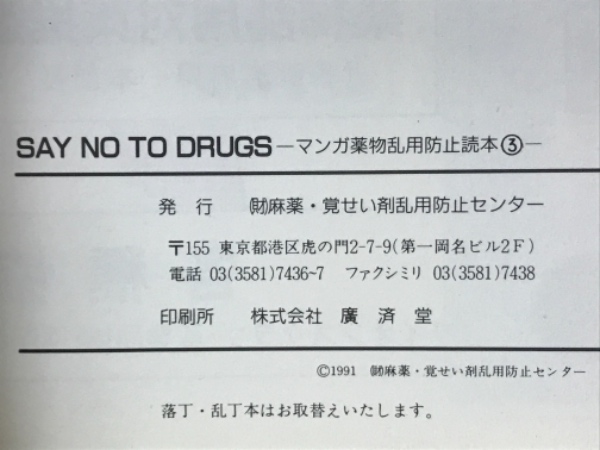 SAY NO TO DRUGS―マンガ薬物乱用防止読本③―
発 行 ㈶麻薬・覚せい剤乱用防止センター
〒155 東京都港区虎の門2-7-9(第一岡名ビル2F)
電話 03(3581)7436~7 ファクシミリ 03(3581)7438
印刷所 株式会社 廣済堂
©1991 ㈶麻薬・覚せい剤乱用防止センター
落丁・乱丁本はお取替えいたします。